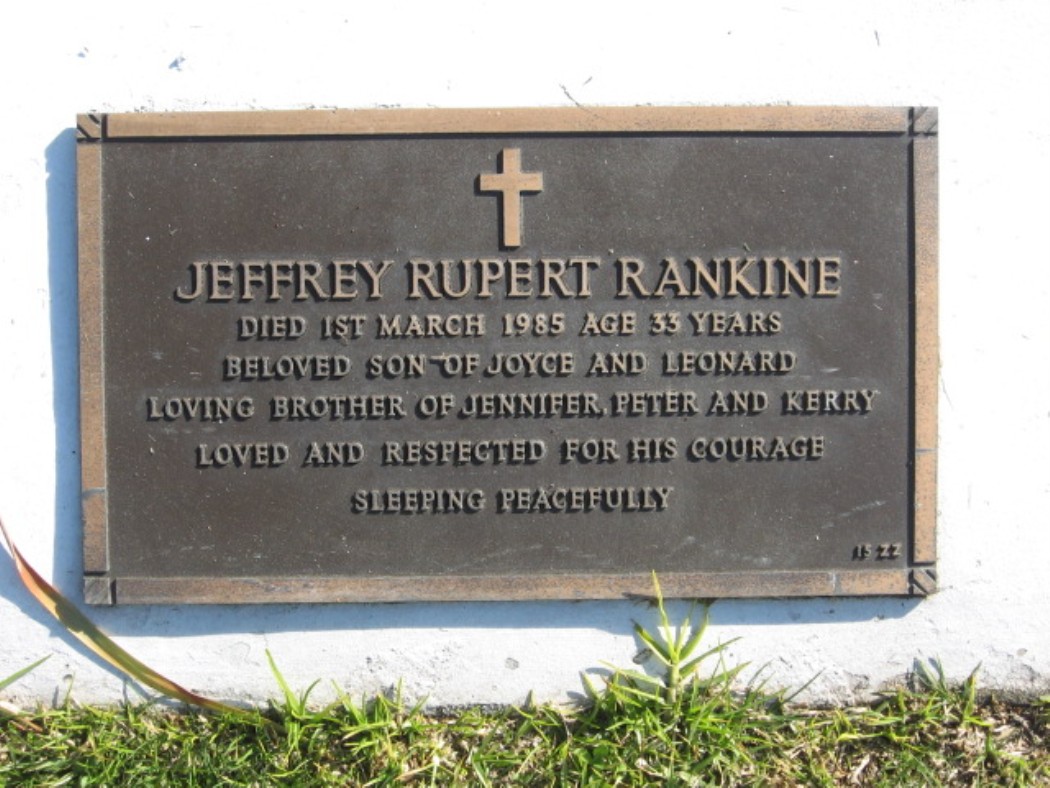 JEFFREY RUPERT RANKINE
DIED 1ST MARCH 1985 AGE 33 YEARS
BELOVED SON OF JOYCE AND LEONARD
LOVING BROTHER OF JENNIFER, PETER AND KERRY
LOVED AND RESPECTED FOR HIS COURAGE
SLEEPING PEACEFULLY
15 22